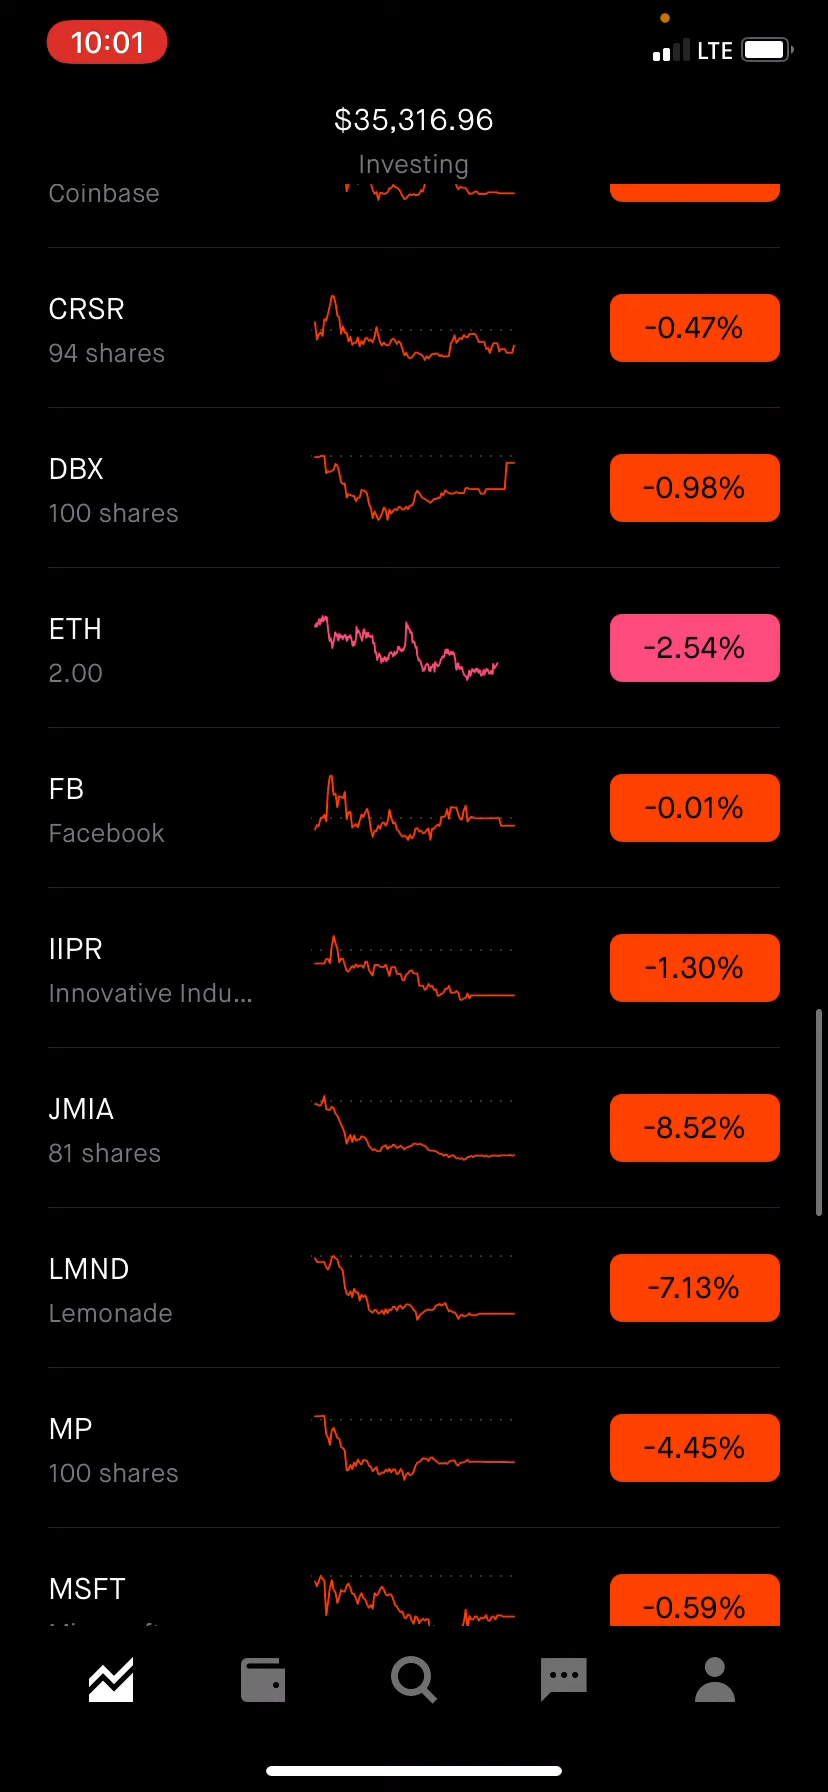 10:01
LTE
$35,316.96
Investing
Coinbase
CRSR
94 shares
-0.47%
DBX
100 shares
-0.98%
ETH
2.00
-2.54%
FB
Facebook
-0.01%
IIPR
Innovative Indu...
-1.30%
JMIA
81 shares
-8.52%
LMND
Lemonade
-7.13%
MP
100 shares
-4.45%
MSFT
-0.59%